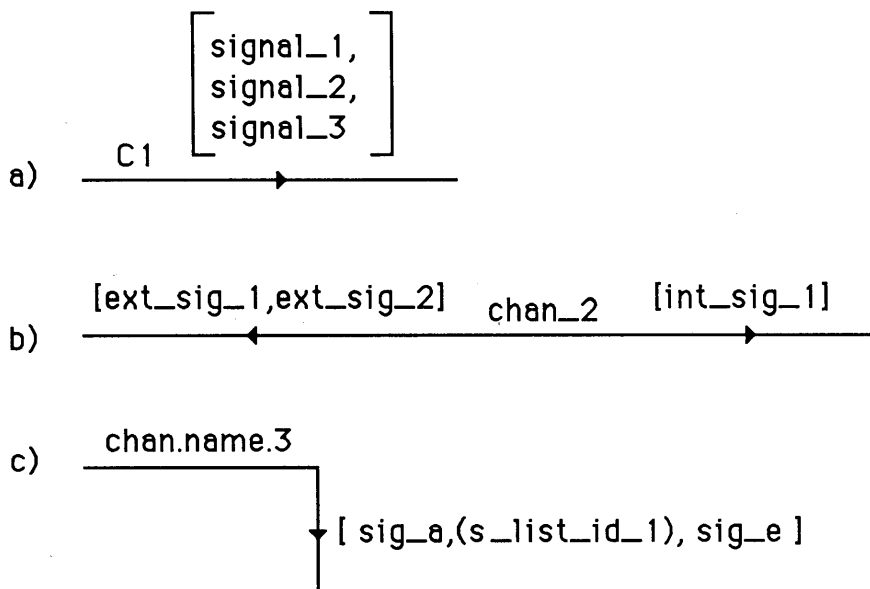 signal_1,
signal_2,
signal_3
C1
a)
[ext_sig_1,ext_sig_2]
chan_2
[int_sig_1]
b)
chan.name.3
c)
[ sig_a,(s_list_id_1), sig_e ]